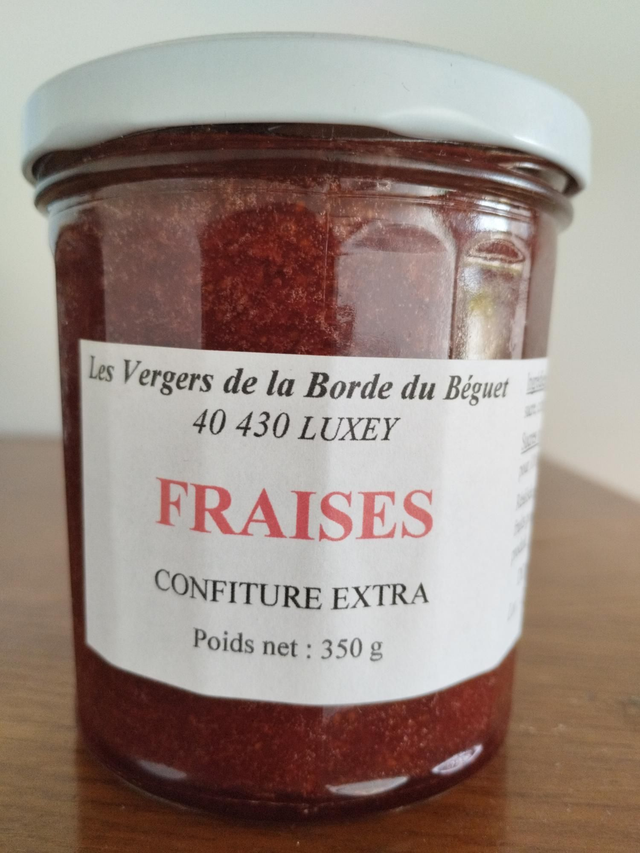 Les Vergers de la Borde du Béguet
40 430 LUXEY
FRAISES
CONFITURE EXTRA
Poids net : 350 g